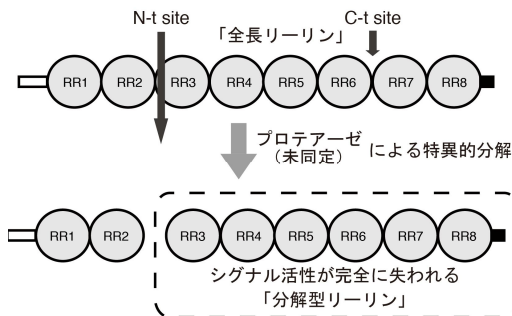 N-t site
C-t site
「全長リーリン」
RR1 RR2 RR3 RR4 RR5 RR6 RR7 RR8
プロテアーゼ
(未同定)
による特異的分解
RR1 RR2 RR3 RR4 RR5 RR6 RR7 RR8
シグナル活性が完全に失われる
「分解型リーリン」